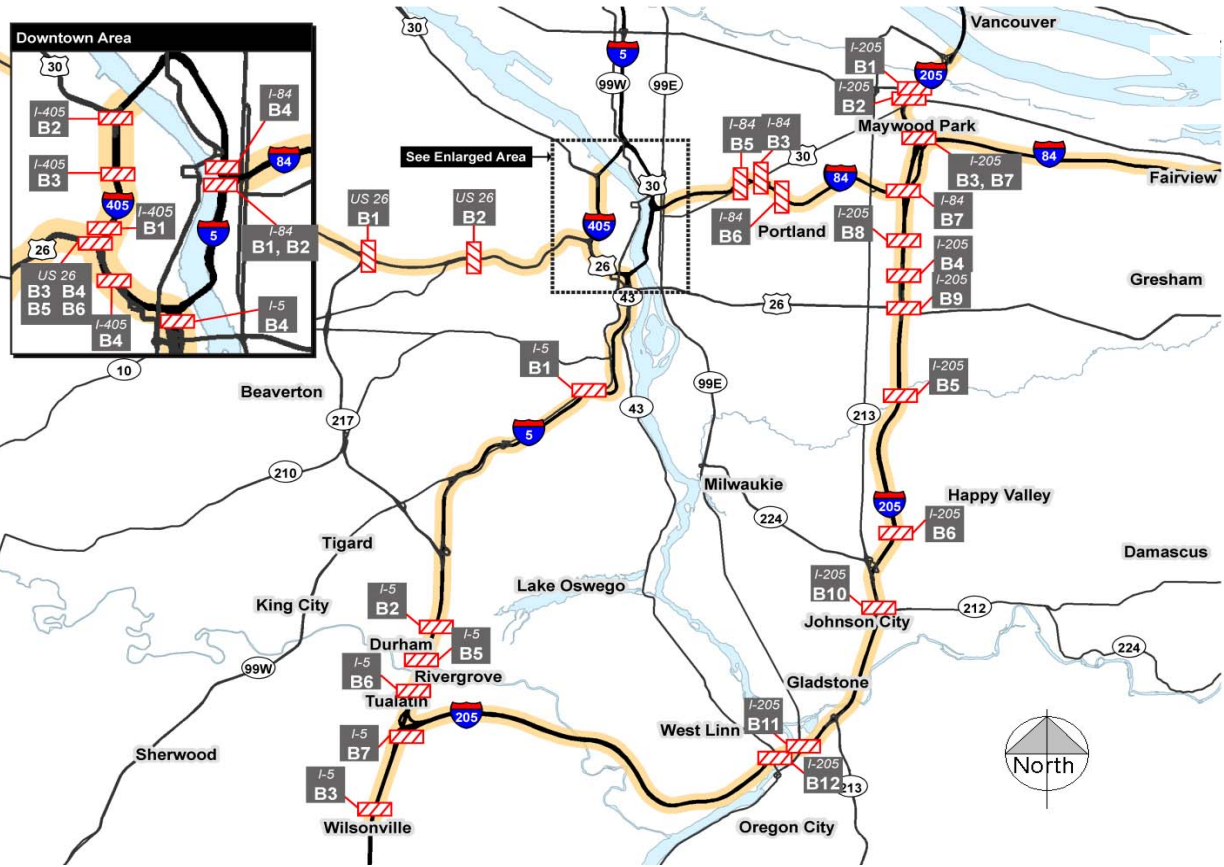 Downtown Area
30
I-405
B2
I-84
B4
84
I-405
B3
405
I-405
B1
26
5
I-84
B1, B2
US 26
B3 B4
B5 B6
I-405
B4
I-5
B4
30
5
99W
99E
Vancouver
205
I-205
B1
I-205
B2
Maywood Park
See Enlarged Area
I-84
B5
I-84
B3
30
84
I-205
B3, B7
84
Fairview
30
US 26
B1
US 26
B2
405
26
I-84
B6
Portland
I-84
B7
I-205
B8
I-205
B4
Gresham
43
26
I-205
B9
10
Beaverton
I-5
B1
99E
I-205
B5
217
5
43
213
210
Milwaukie
Happy Valley
205
224
I-205
B6
Tigard
Damascus
Lake Oswego
I-205
B10
King City
I-5
B2
212
Johnson City
Durham
I-5
B5
224
99W
I-5
B6
Rivergrove
Gladstone
Tualatin
205
I-205
B11
West Linn
I-5
B7
Sherwood
I-205
B12
213
North
I-5
B3
Wilsonville
Oregon City